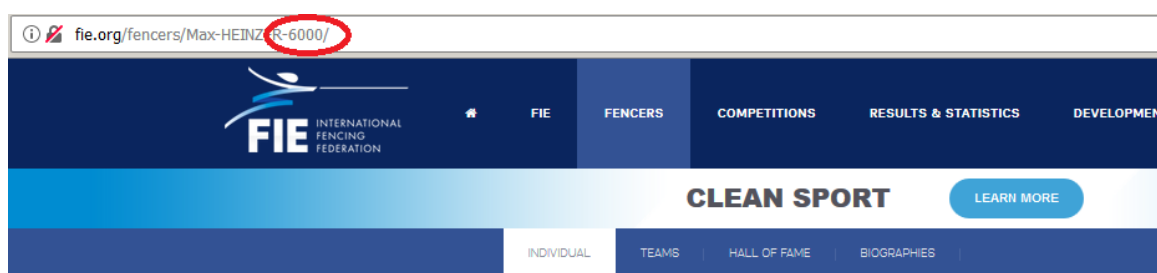 fie.org/fencers/Max-HEINZER-6000/
FIE INTERNATIONAL
FENCING
FEDERATION
FIE
FENCERS
COMPETITIONS
RESULTS & STATISTICS
DEVELOPMEN
CLEAN SPORT
LEARN MORE
INDIVIDUAL
TEAMS
HALL OF FAME
BIOGRAPHIES